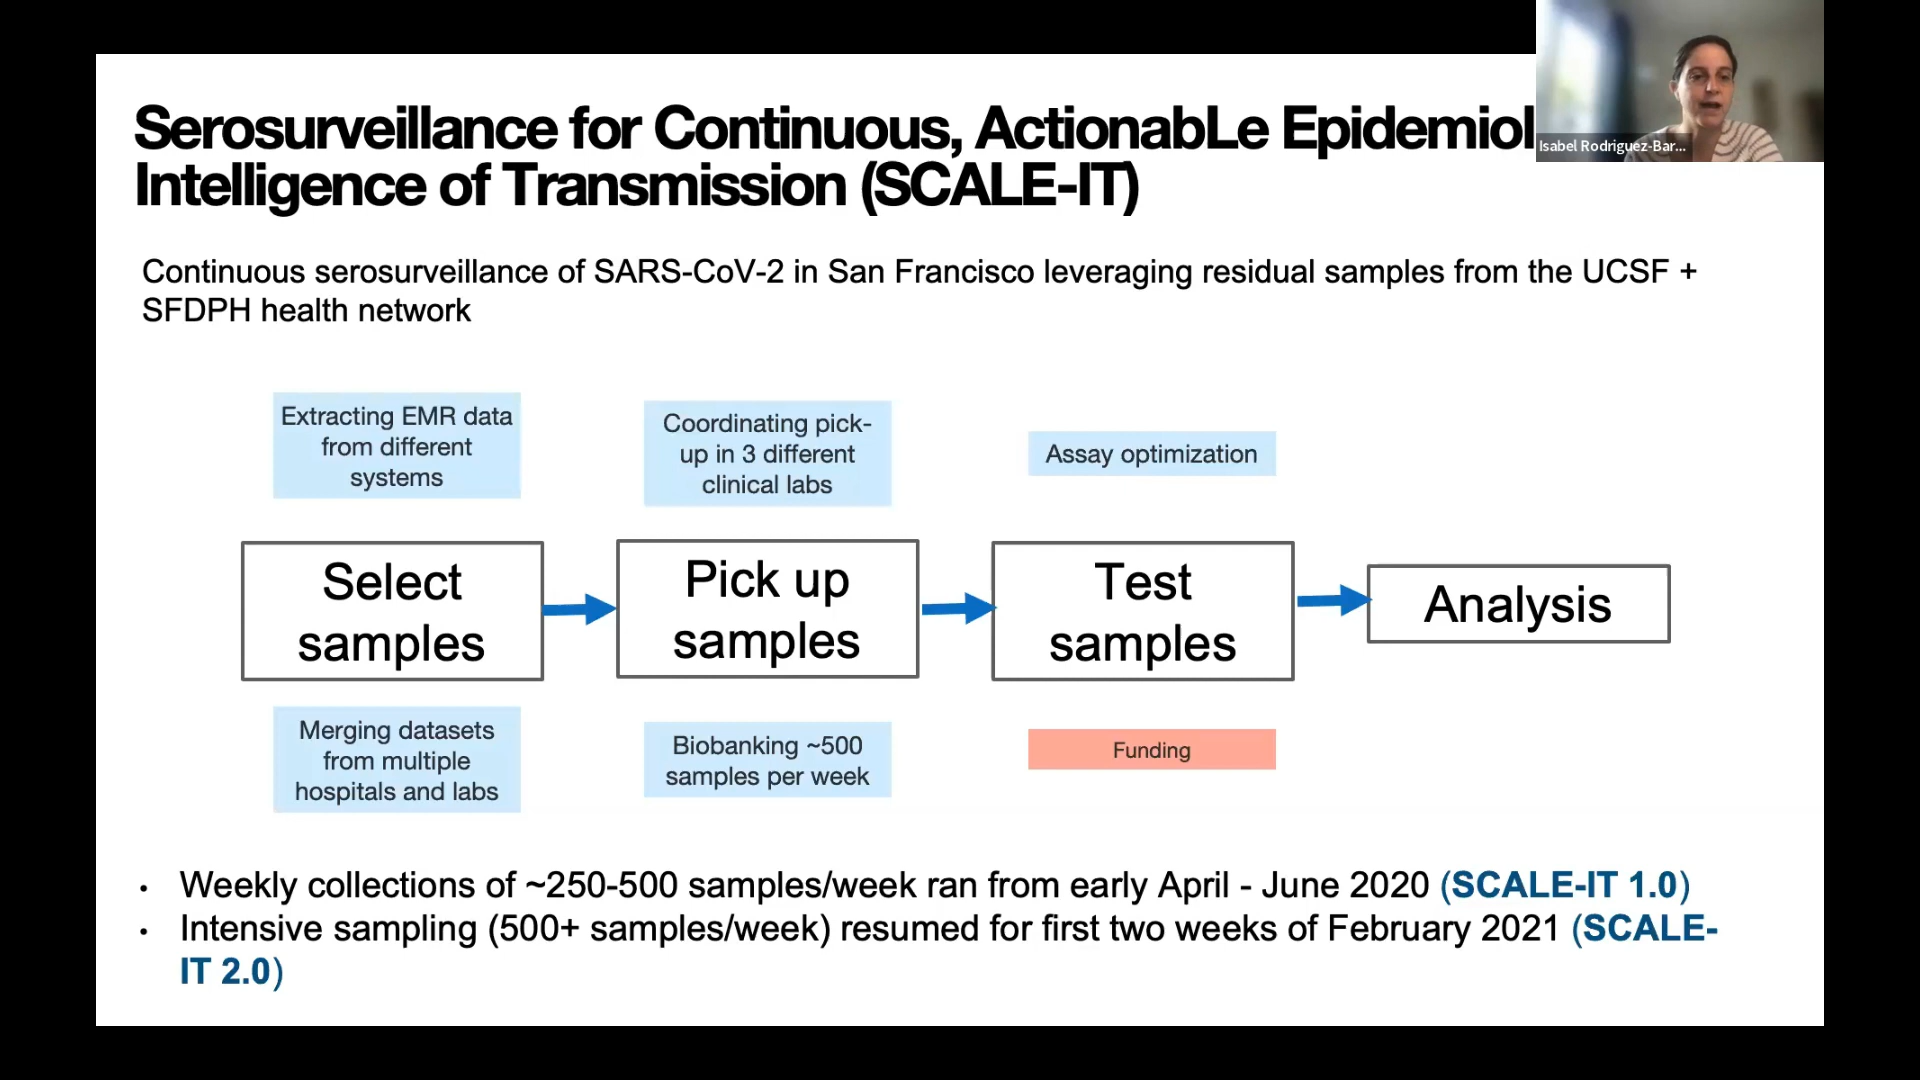 Serosurveillance for Continuous, ActionabLe Epidemiol
Intelligence of Transmission (SCALE-IT)
Isabel Rodriguez-Bar...
Continuous serosurveillance of SARS-CoV-2 in San Francisco leveraging residual samples from the UCSF +
SFDPH health network
Extracting EMR data
from different
systems
Coordinating pick-
up in 3 different
clinical labs
Assay optimization
Select
samples
Pick up
samples
Test
samples
Analysis
Merging datasets
from multiple
hospitals and labs
Biobanking ~500
samples per week
Funding
• Weekly collections of ~250-500 samples/week ran from early April - June 2020 (SCALE-IT 1.0)
• Intensive sampling (500+ samples/week) resumed for first two weeks of February 2021 (SCALE-
IT 2.0)